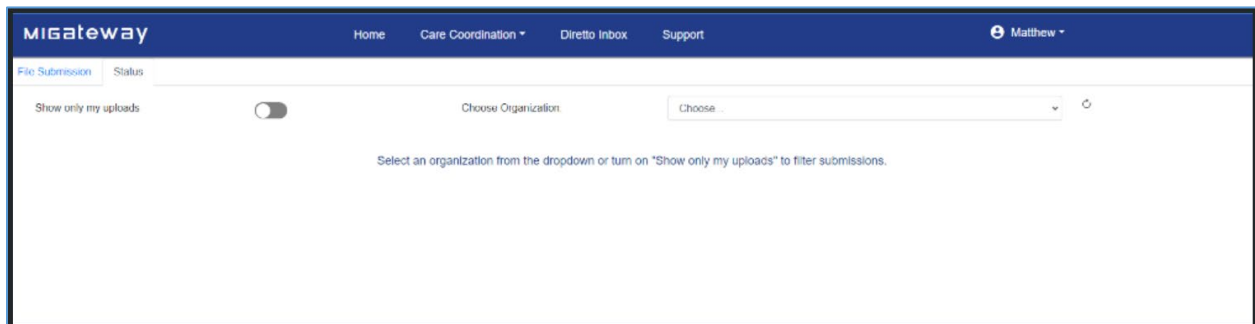 MIGateway Home Care Coordination Diretto Inbox Support Matthew
File Submission Status
Show only my uploads Choose Organization Choose...
Select an organization from the dropdown or turn on "Show only my uploads" to filter submissions.